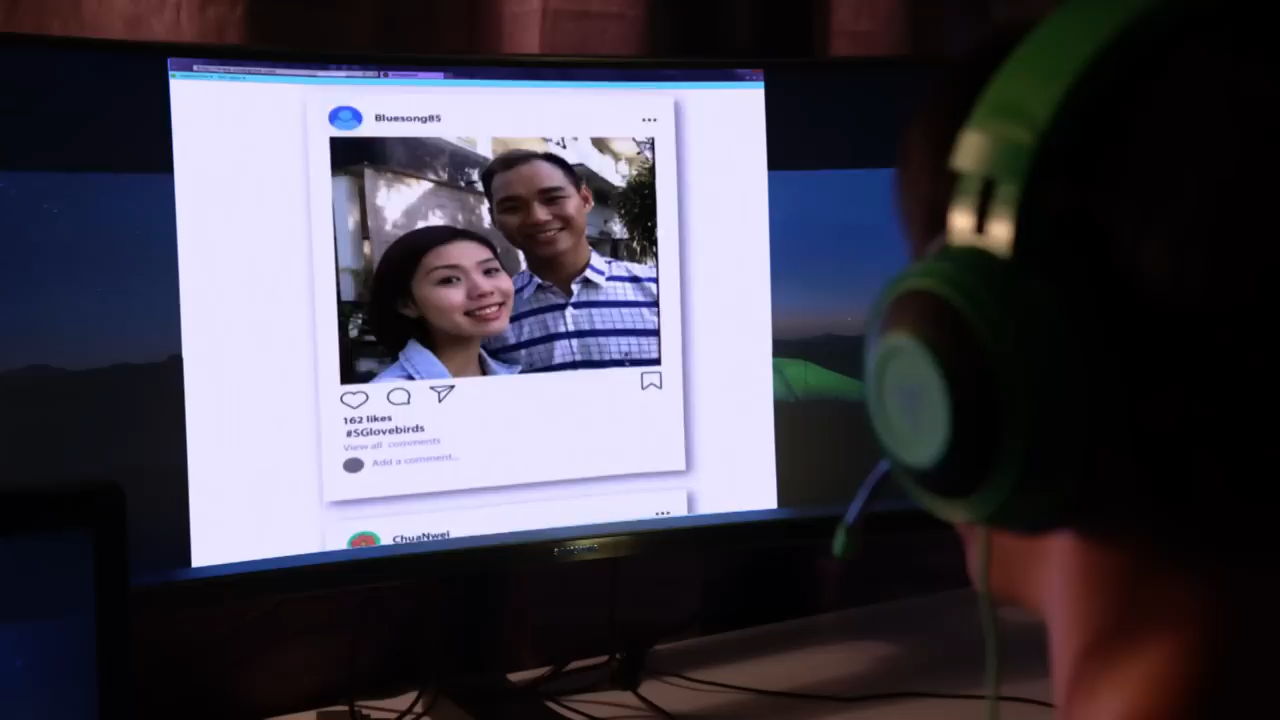 Bluesong85
162 likes
#SGlovebirds
View all comments
Add a comment...
ChuaNwei